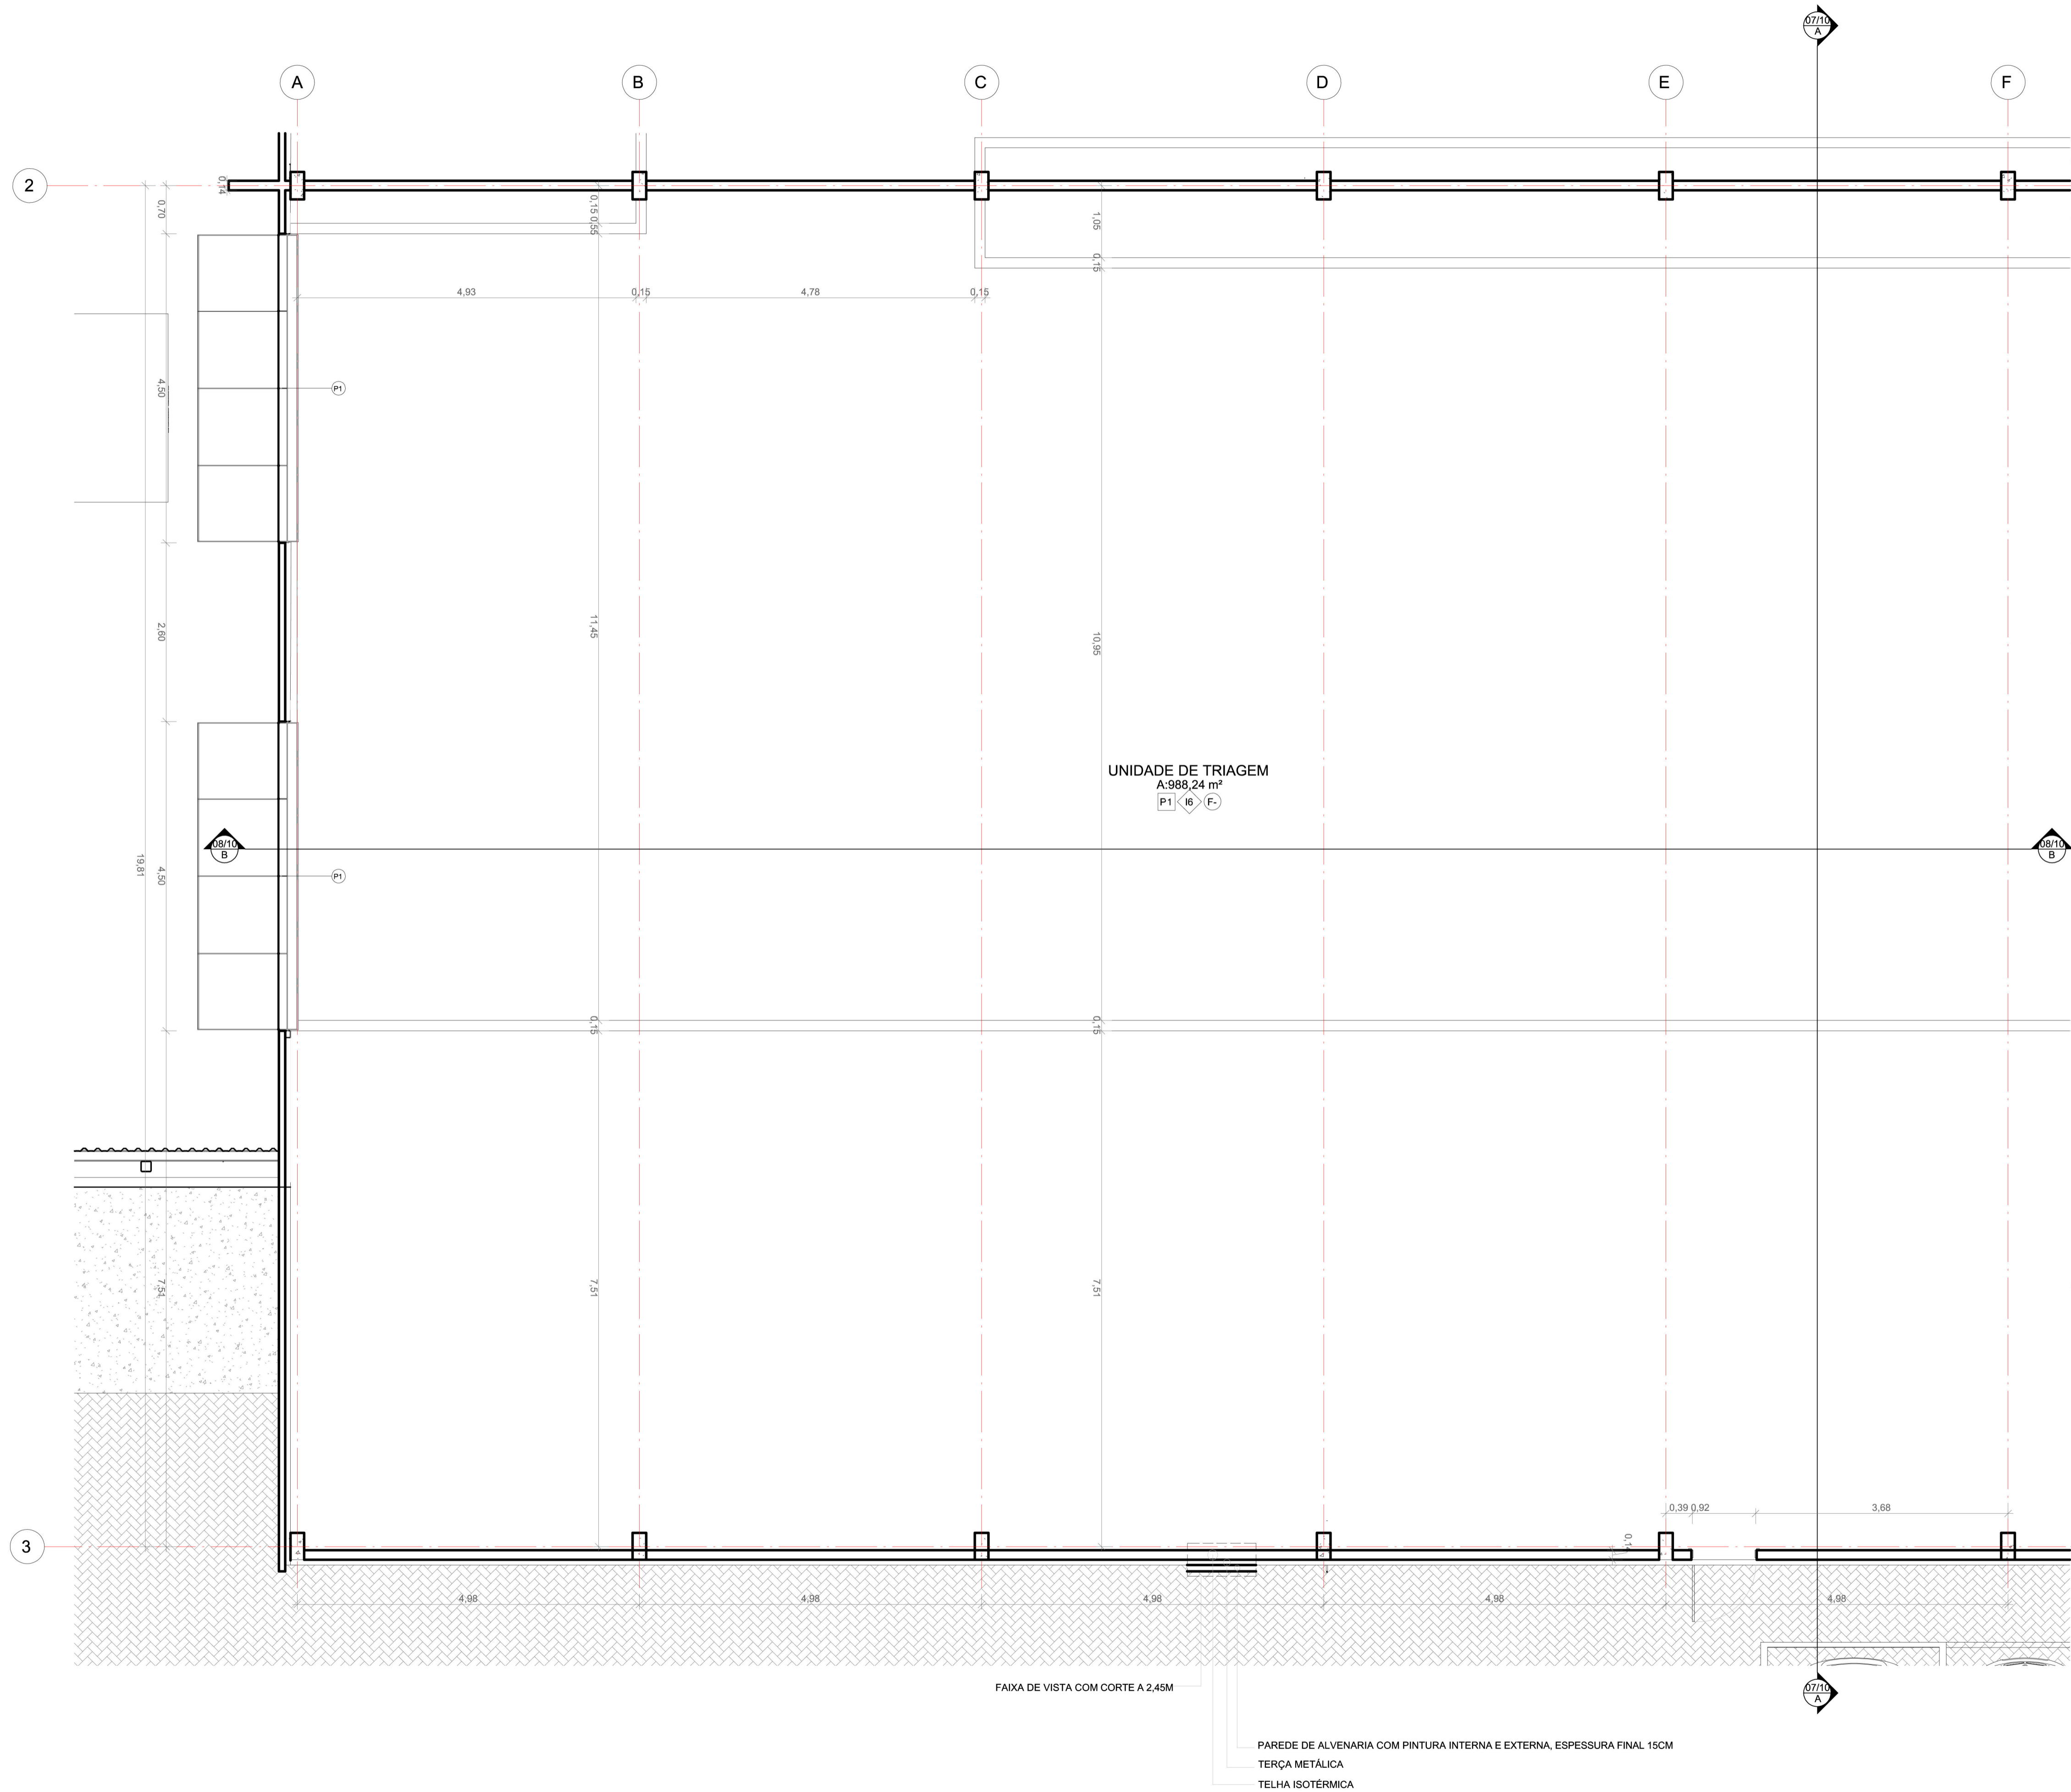 07/10
A
A
B
C
D
E
F
2
0,14
0,70
0,15 0,55
1,05
0,15
4,93
0,15
4,78
0,15
4,50
P1
2,60
11,45
10,95
UNIDADE DE TRIAGEM
A:988,24 m²
P1
I6
F-
08/10
B
08/10
B
19,81
4,50
P1
0,15
0,15
7,51
7,51
7,51
0,39 0,92
3,68
3
0,14
4,98
4,98
4,98
4,98
4,98
FAIXA DE VISTA COM CORTE A 2,45M
07/10
A
PAREDE DE ALVENARIA COM PINTURA INTERNA E EXTERNA, ESPESSURA FINAL 15CM
TERÇA METÁLICA
TELHA ISOTÉRMICA